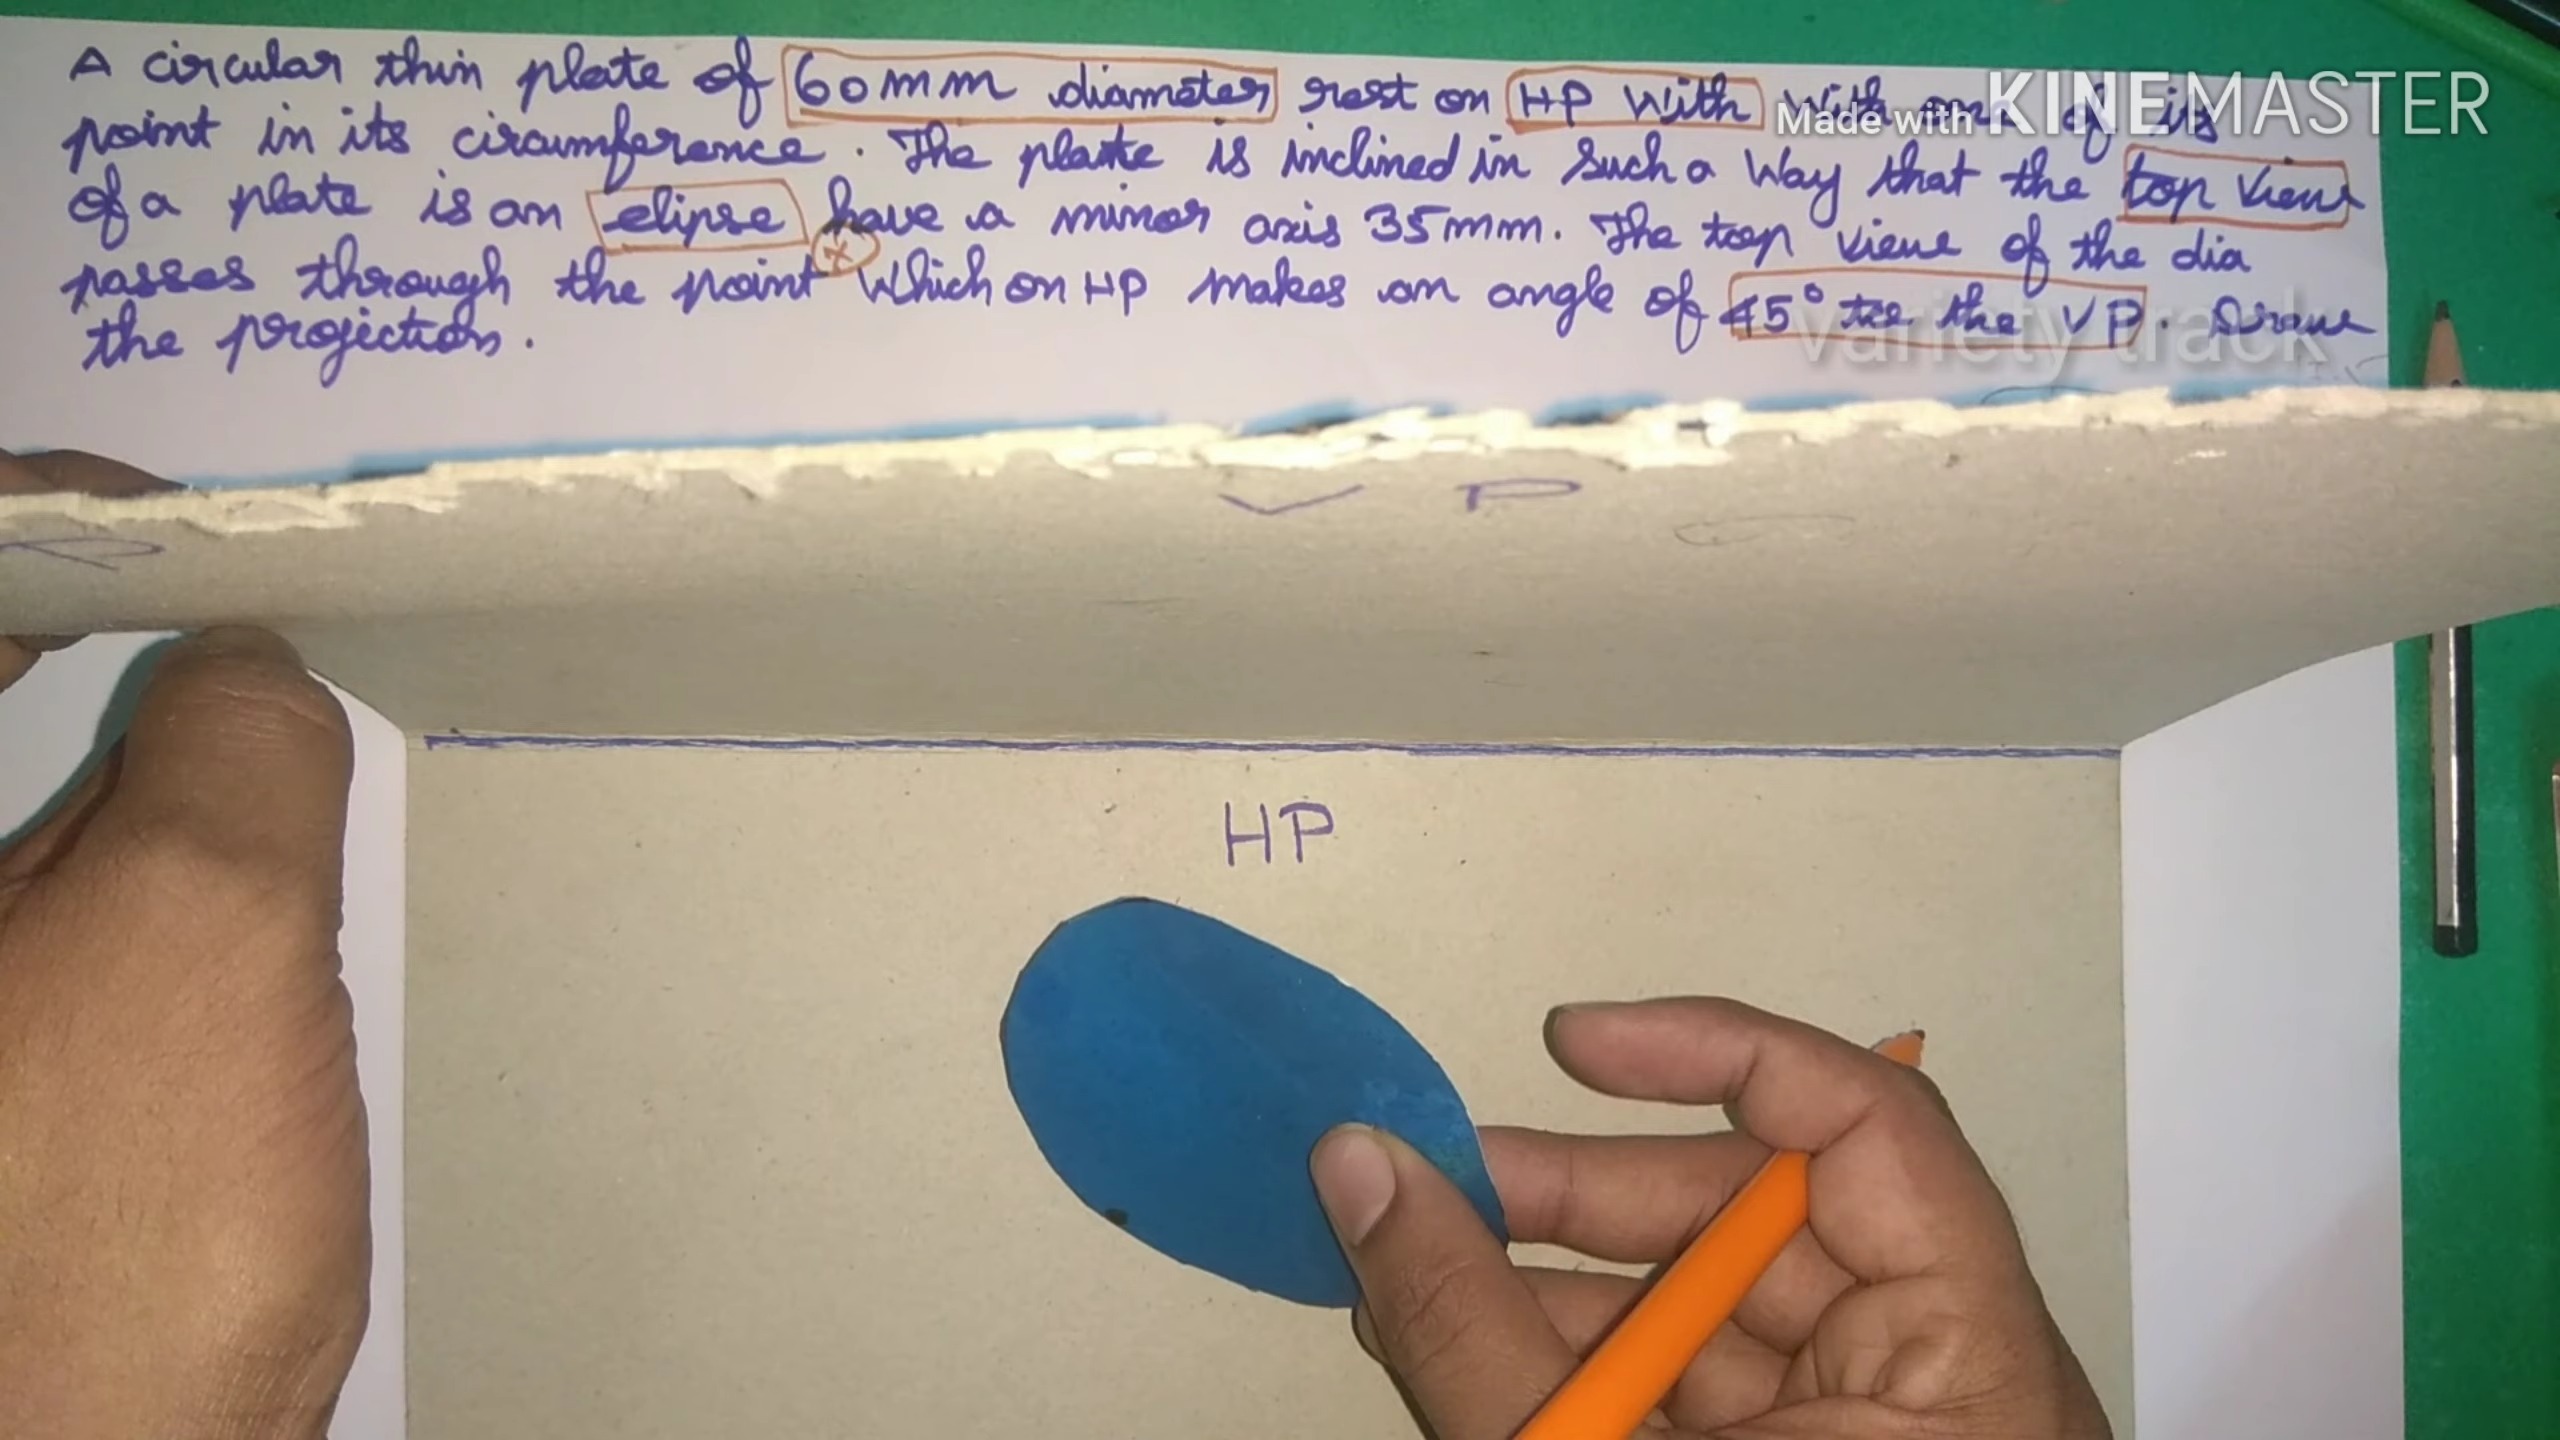 A circular thin plate of 60mm diameter rest on HP with with one of its
point in its circumference. The plate is inclined in such a way that the top view
of a plate is an elipse have a minor axis 35mm. The top view of the dia
passes through the point which on HP makes an angle of 45° to the VP. Draw
the projection.
Made with KINEMASTER
variety track
V P
P
HP